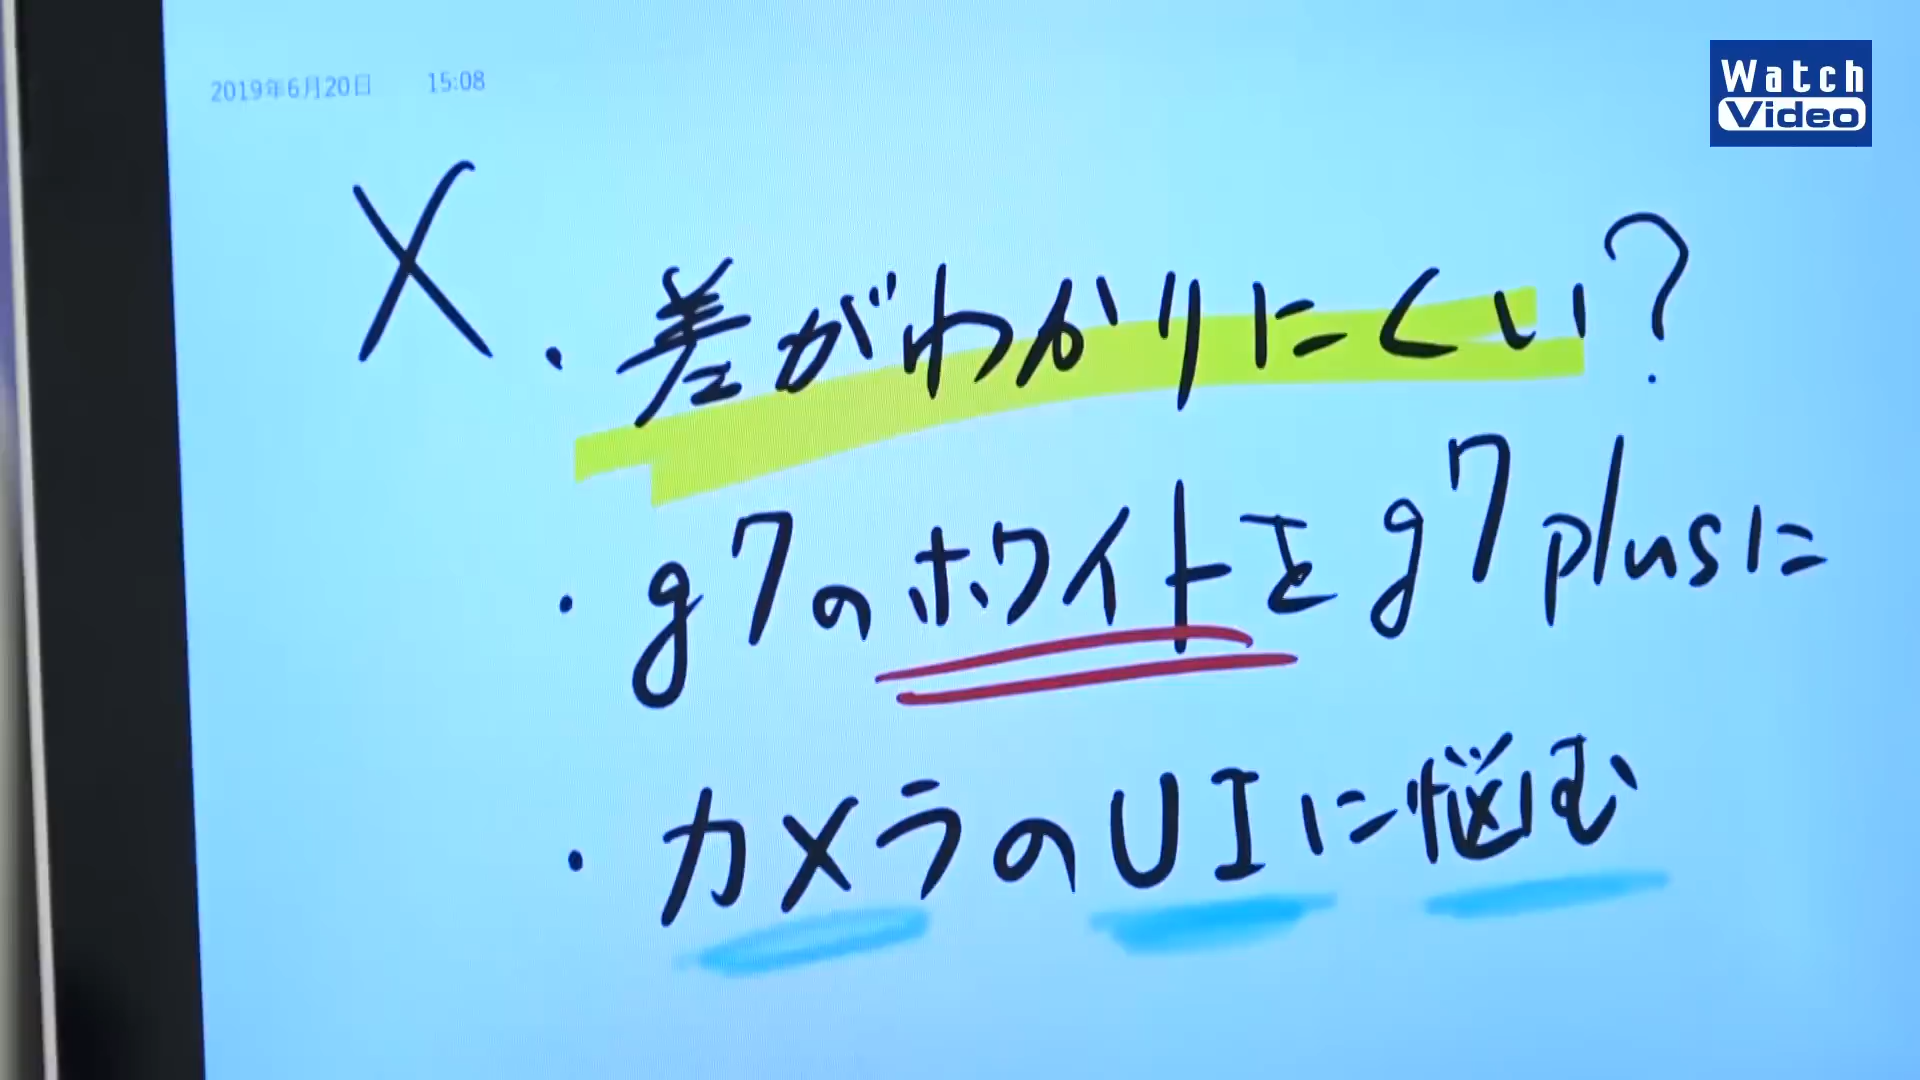 2019年6月20日 15:08
Watch
Video
X ・差がわかりにくい?
・g7のホワイトをg7plusに
・カメラのUIに悩む